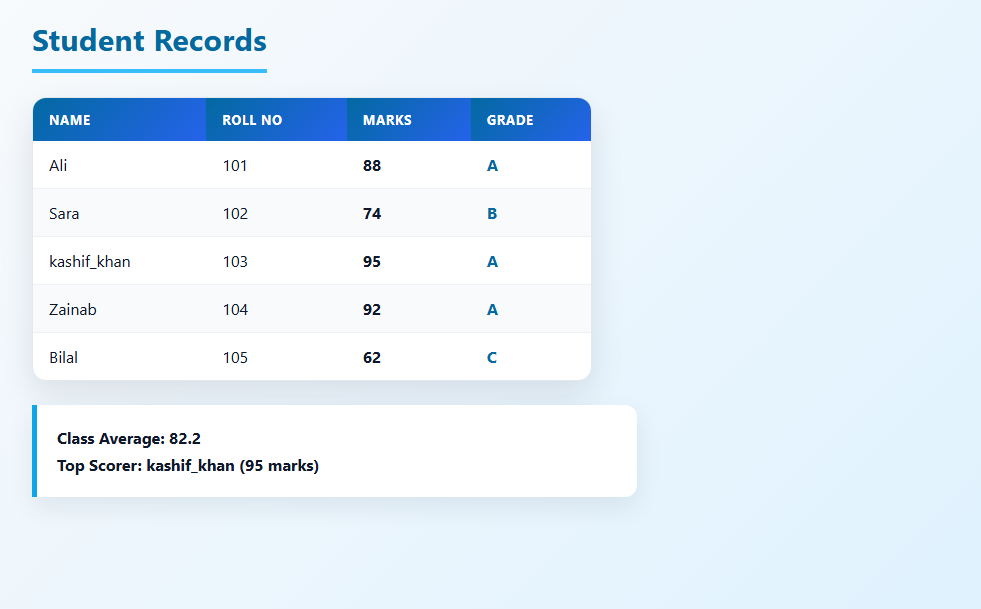 Student Records
NAME ROLL NO MARKS GRADE
Ali 101 88 A
Sara 102 74 B
kashif_khan 103 95 A
Zainab 104 92 A
Bilal 105 62 C
Class Average: 82.2
Top Scorer: kashif_khan (95 marks)